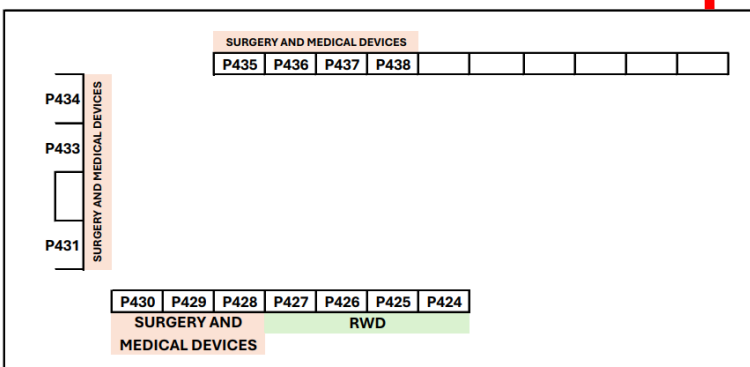 SURGERY AND MEDICAL DEVICES
P435 P436 P437 P438
P434
P433
P431
SURGERY AND MEDICAL DEVICES
P430 P429 P428 P427 P426 P425 P424
SURGERY AND
MEDICAL DEVICES
RWD